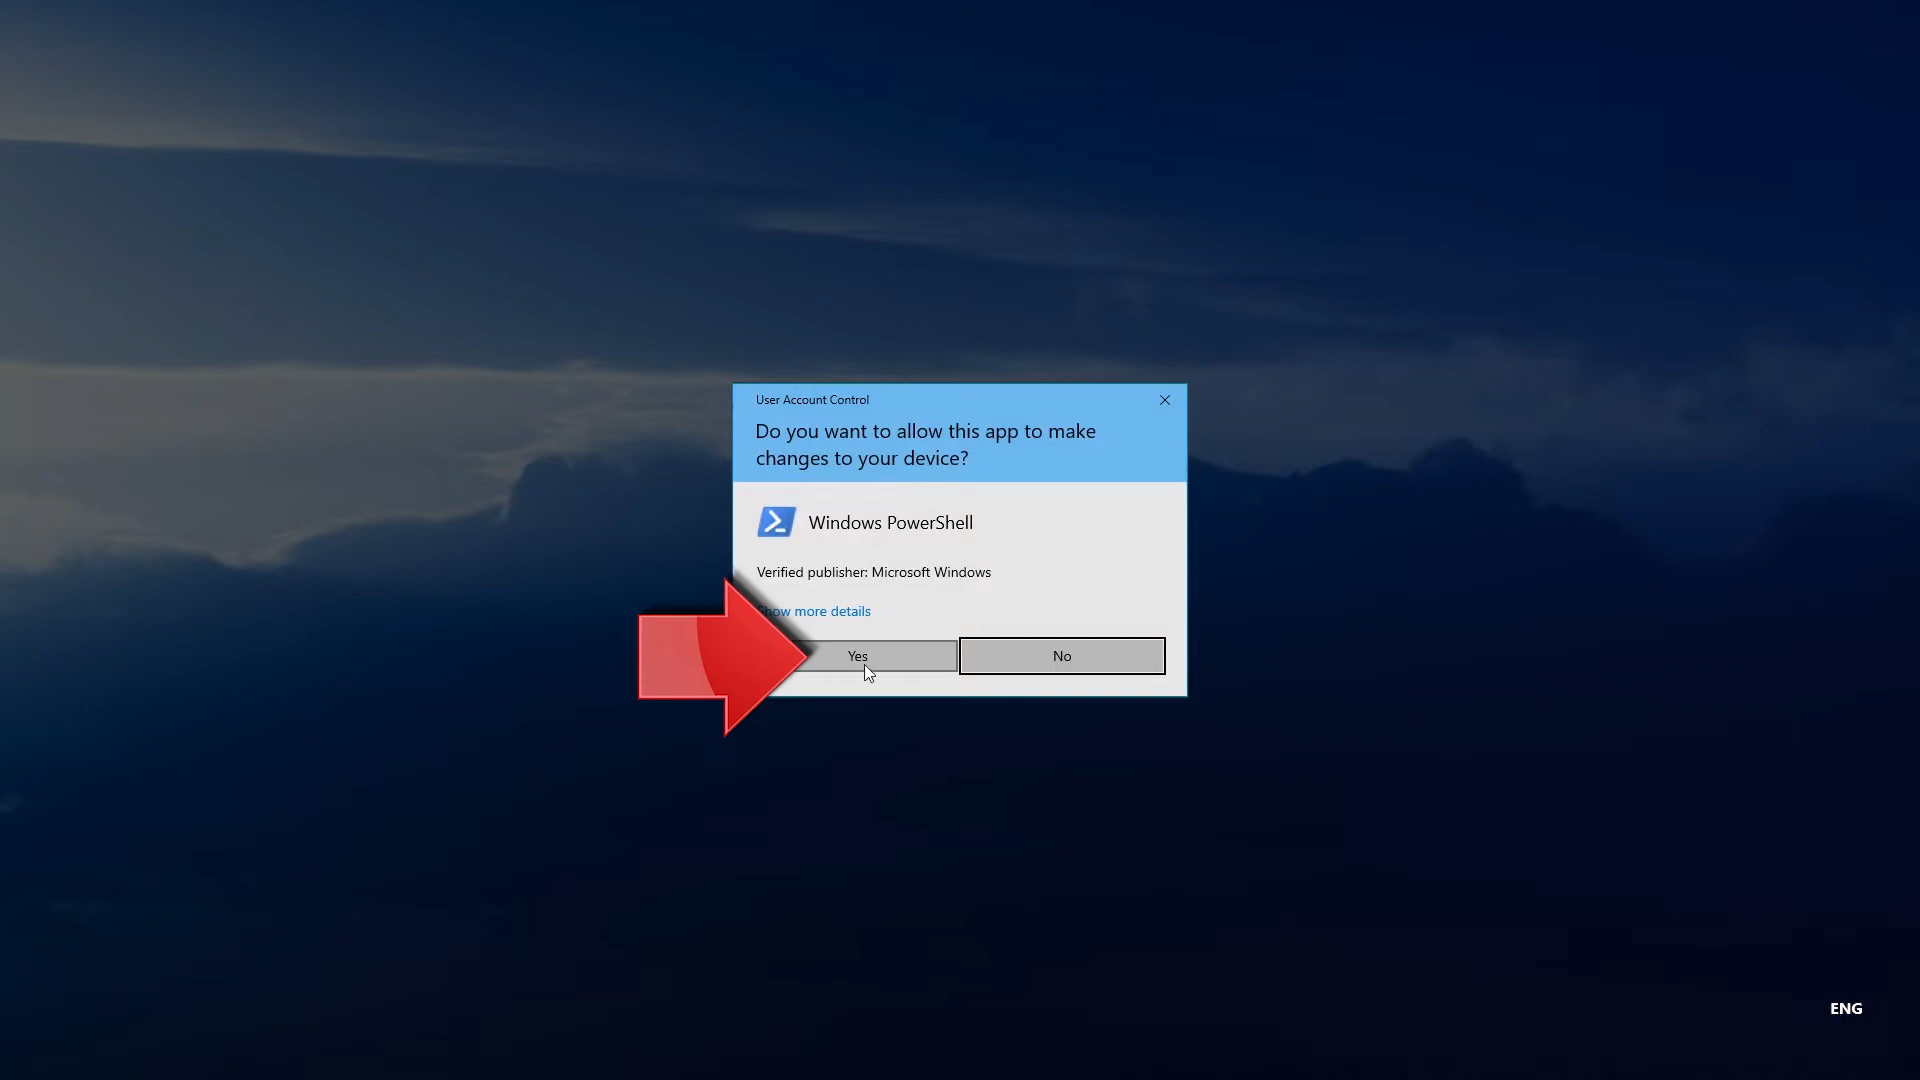 User Account Control
Do you want to allow this app to make
changes to your device?
Windows PowerShell
Verified publisher: Microsoft Windows
Show more details
Yes
No
ENG